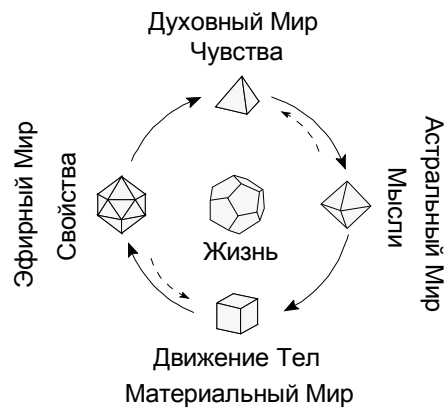 Духовный Мир
Чувства
Эфирный Мир
Свойства
Астральный Мир
Мысли
Жизнь
Движение Тел
Материальный Мир